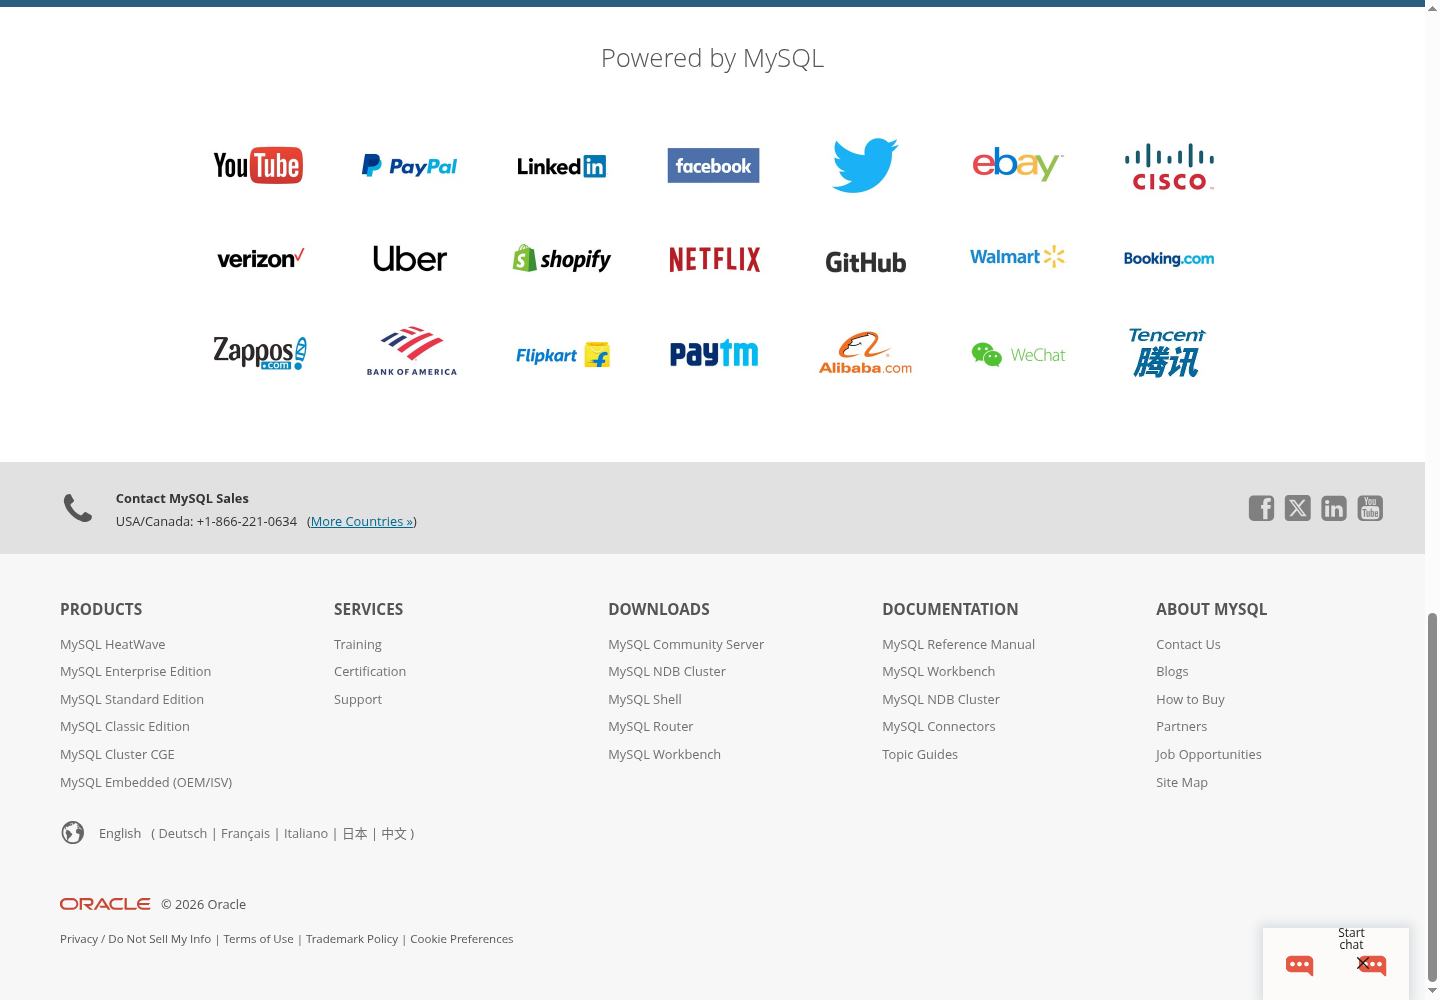 Powered by MySQL
YouTube PayPal Linkedin facebook ebay™ CISCO™
verizon Uber shopify NETFLIX GitHub Walmart Booking.com
Zappos.com BANK OF AMERICA Flipkart paytm Alibaba.com WeChat Tencent 腾讯
Contact MySQL Sales
USA/Canada: +1-866-221-0634 (More Countries »)
f X in You Tube
PRODUCTS
MySQL HeatWave
MySQL Enterprise Edition
MySQL Standard Edition
MySQL Classic Edition
MySQL Cluster CGE
MySQL Embedded (OEM/ISV)
SERVICES
Training
Certification
Support
DOWNLOADS
MySQL Community Server
MySQL NDB Cluster
MySQL Shell
MySQL Router
MySQL Workbench
DOCUMENTATION
MySQL Reference Manual
MySQL Workbench
MySQL NDB Cluster
MySQL Connectors
Topic Guides
ABOUT MYSQL
Contact Us
Blogs
How to Buy
Partners
Job Opportunities
Site Map
English ( Deutsch | Français | Italiano | 日本 | 中文 )
ORACLE © 2026 Oracle
Privacy / Do Not Sell My Info | Terms of Use | Trademark Policy | Cookie Preferences
Start
chat